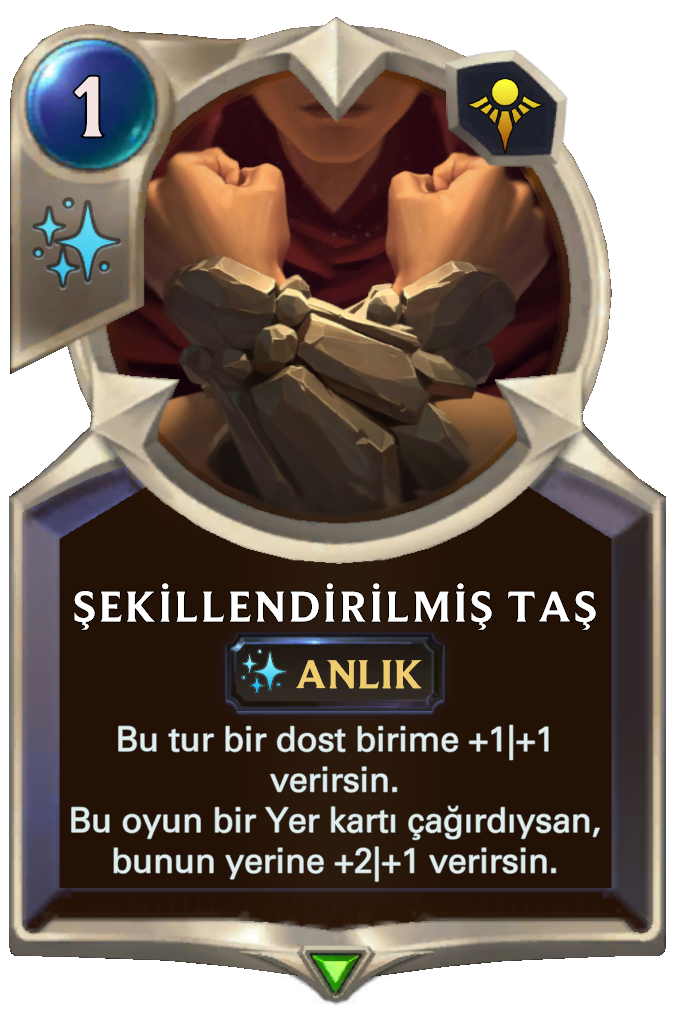 1
ŞEKİLLENDİRİLMİŞ TAŞ
ANLIK
Bu tur bir dost birime +1|+1
verirsin.
Bu oyun bir Yer kartı çağırdıysan,
bunun yerine +2|+1 verirsin.